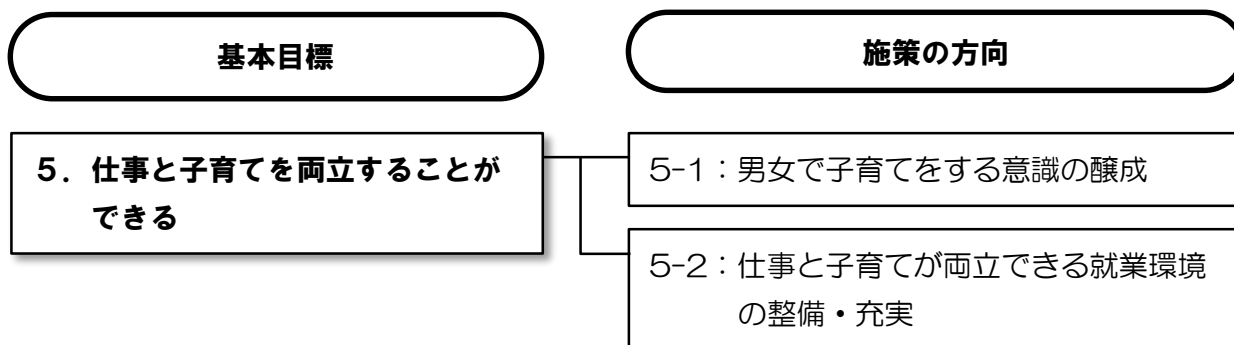 基本目標
施策の方向
5．仕事と子育てを両立することが
できる
5-1：男女で子育てをする意識の醸成
5-2：仕事と子育てが両立できる就業環境
の整備・充実